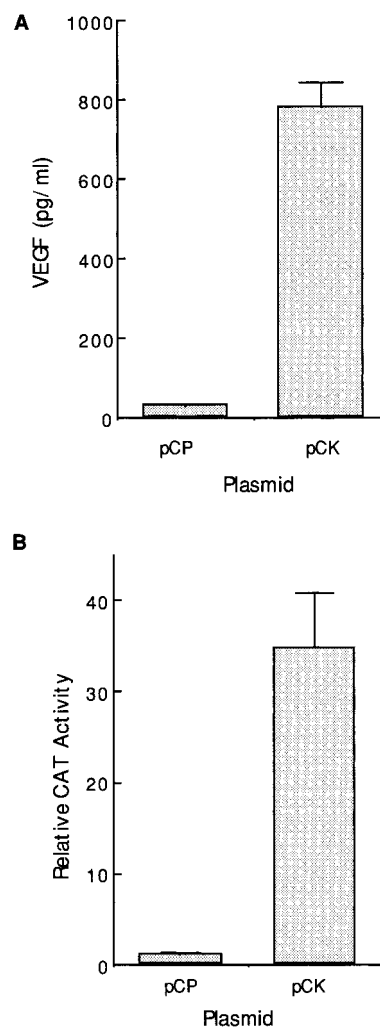 A
1000
800
600
400
200
0
VEGF (pg/ml)
pCP pCK
Plasmid
B
40
30
20
10
0
Relative CAT Activity
pCP pCK
Plasmid